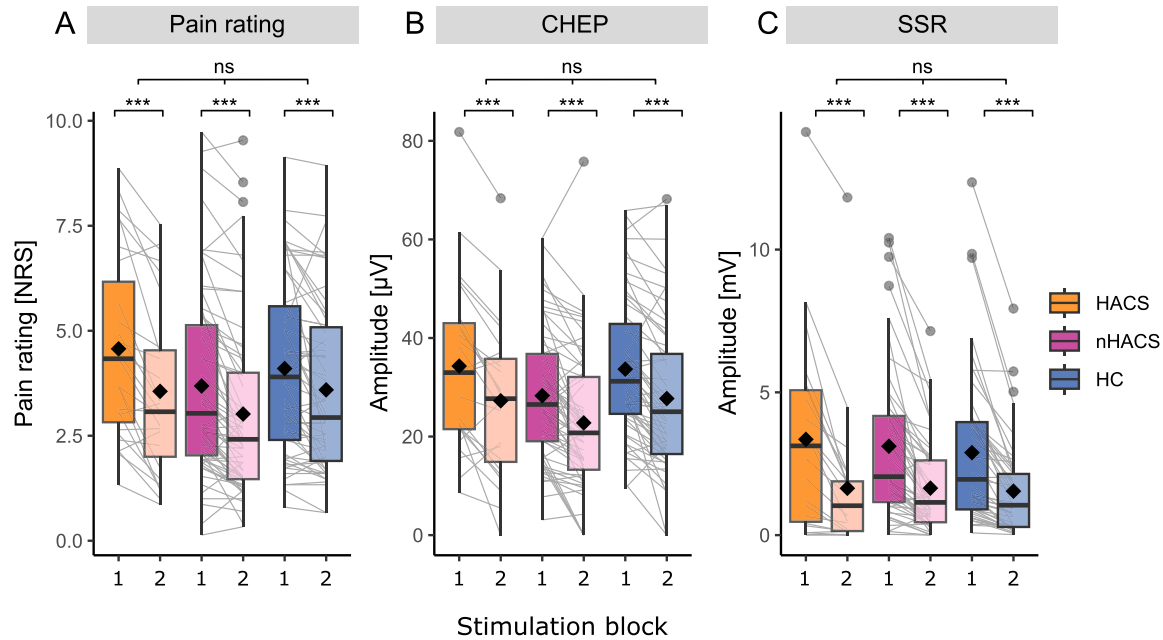 A Pain rating
B CHEP
C SSR
ns
ns
ns
*** *** ***
*** *** ***
*** *** ***
Pain rating [NRS]
10.0
7.5
5.0
2.5
0.0
1 2 1 2 1 2
Amplitude [µV]
80
60
40
20
0
1 2 1 2 1 2
Amplitude [mV]
10
5
0
1 2 1 2 1 2
HACS
nHACS
HC
Stimulation block